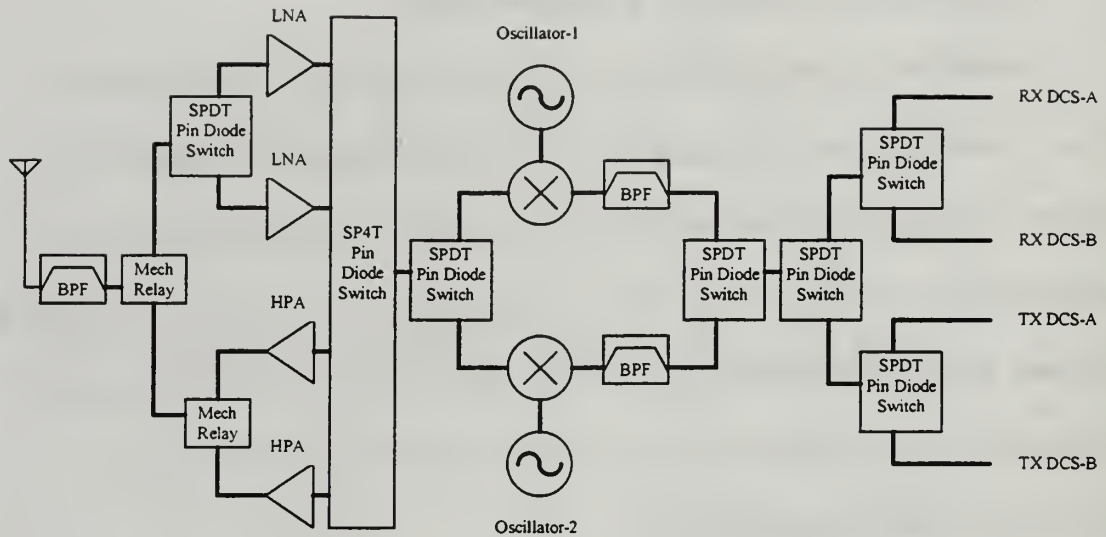 LNA
SPDT
Pin Diode
Switch
LNA
BPF
Mech
Relay
HPA
Mech
Relay
HPA
SP4T
Pin
Diode
Switch
SPDT
Pin Diode
Switch
Oscillator-1
BPF
BPF
Oscillator-2
SPDT
Pin Diode
Switch
SPDT
Pin Diode
Switch
SPDT
Pin Diode
Switch
RX DCS-A
RX DCS-B
SPDT
Pin Diode
Switch
TX DCS-A
TX DCS-B